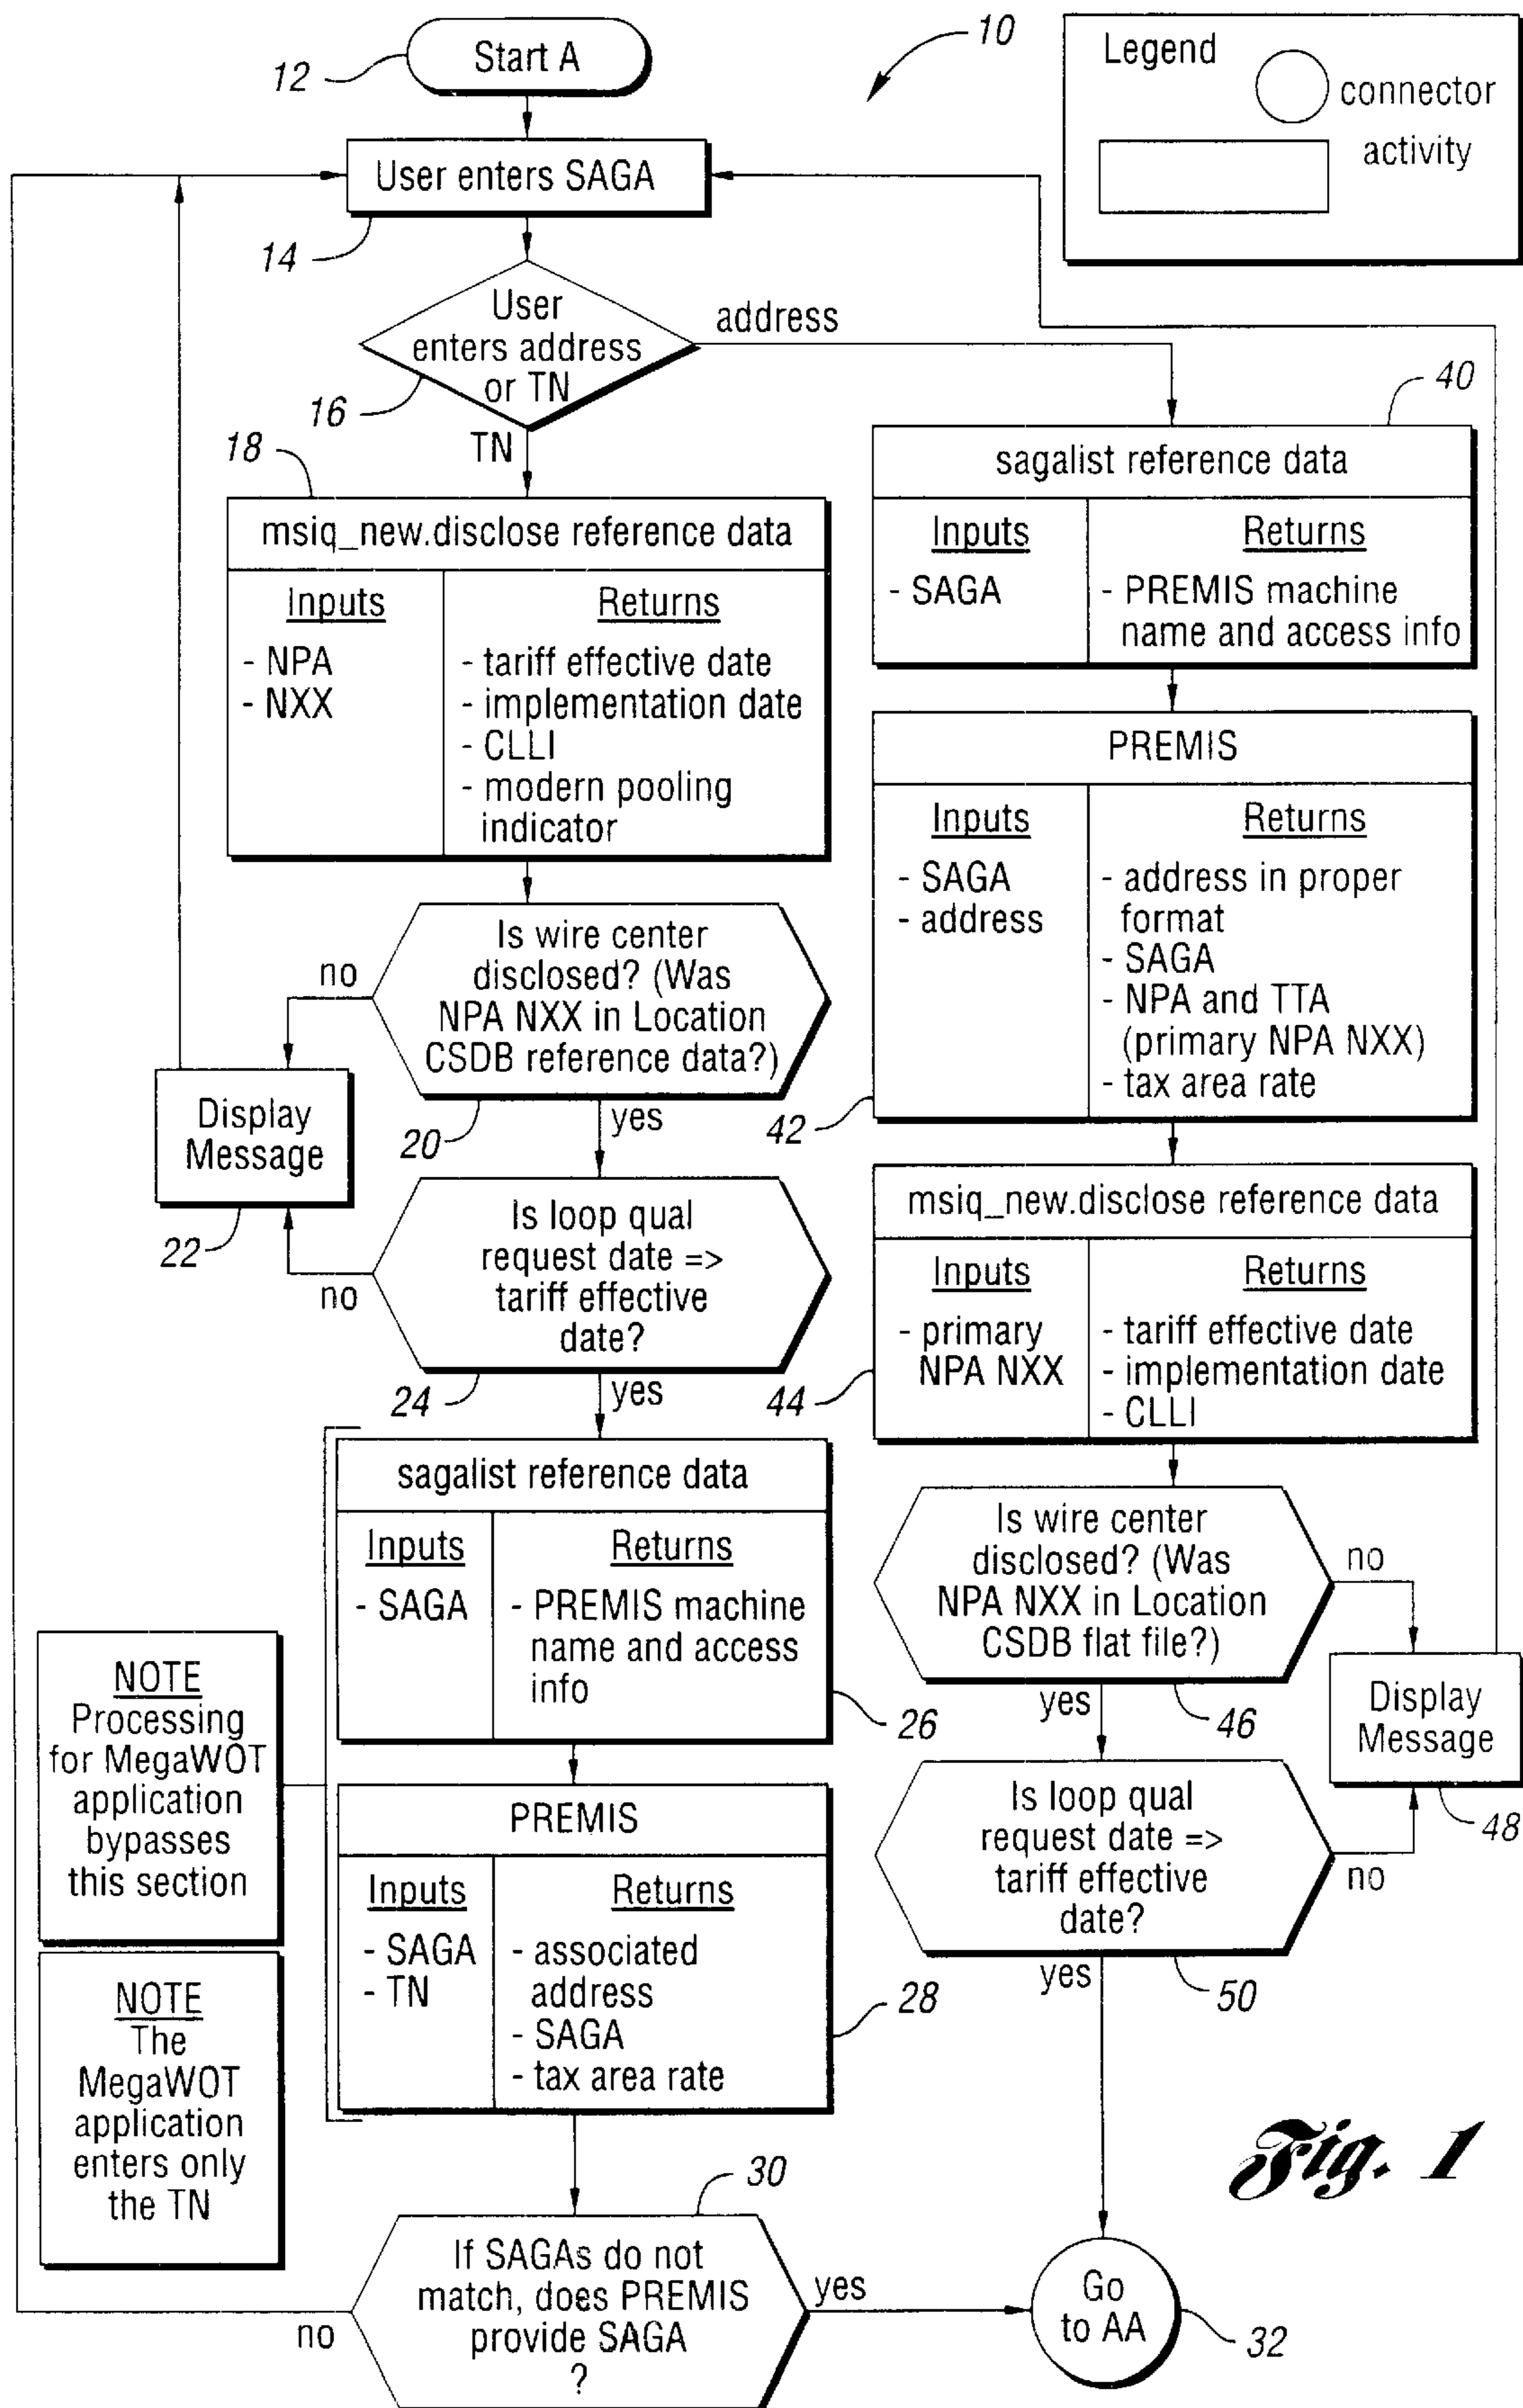 Start A
12
10
Legend
connector
activity
User enters SAGA
14
User
enters address
or TN
16
address
TN
18
msiq_new.disclose reference data
Inputs
- NPA
- NXX
Returns
- tariff effective date
- implementation date
- CLLI
- modern pooling
indicator
Is wire center
disclosed? (Was
NPA NXX in Location
CSDB reference data?)
no
20
yes
Display
Message
22
Is loop qual
request date =>
tariff effective
date?
no
24
yes
sagalist reference data
Inputs
- SAGA
Returns
- PREMIS machine
name and access
info
26
NOTE
Processing
for MegaWOT
application
bypasses
this section
PREMIS
Inputs
- SAGA
- TN
Returns
- associated
address
- SAGA
- tax area rate
28
NOTE
The
MegaWOT
application
enters only
the TN
30
If SAGAs do not
match, does PREMIS
provide SAGA
?
no
yes
40
sagalist reference data
Inputs
- SAGA
Returns
- PREMIS machine
name and access info
PREMIS
Inputs
- SAGA
- address
Returns
- address in proper
format
- SAGA
- NPA and TTA
(primary NPA NXX)
- tax area rate
42
msiq_new.disclose reference data
Inputs
- primary
NPA NXX
Returns
- tariff effective date
- implementation date
- CLLI
44
Is wire center
disclosed? (Was
NPA NXX in Location
CSDB flat file?)
no
yes
46
Display
Message
48
Is loop qual
request date =>
tariff effective
date?
no
yes
50
Go
to AA
32
Fig. 1